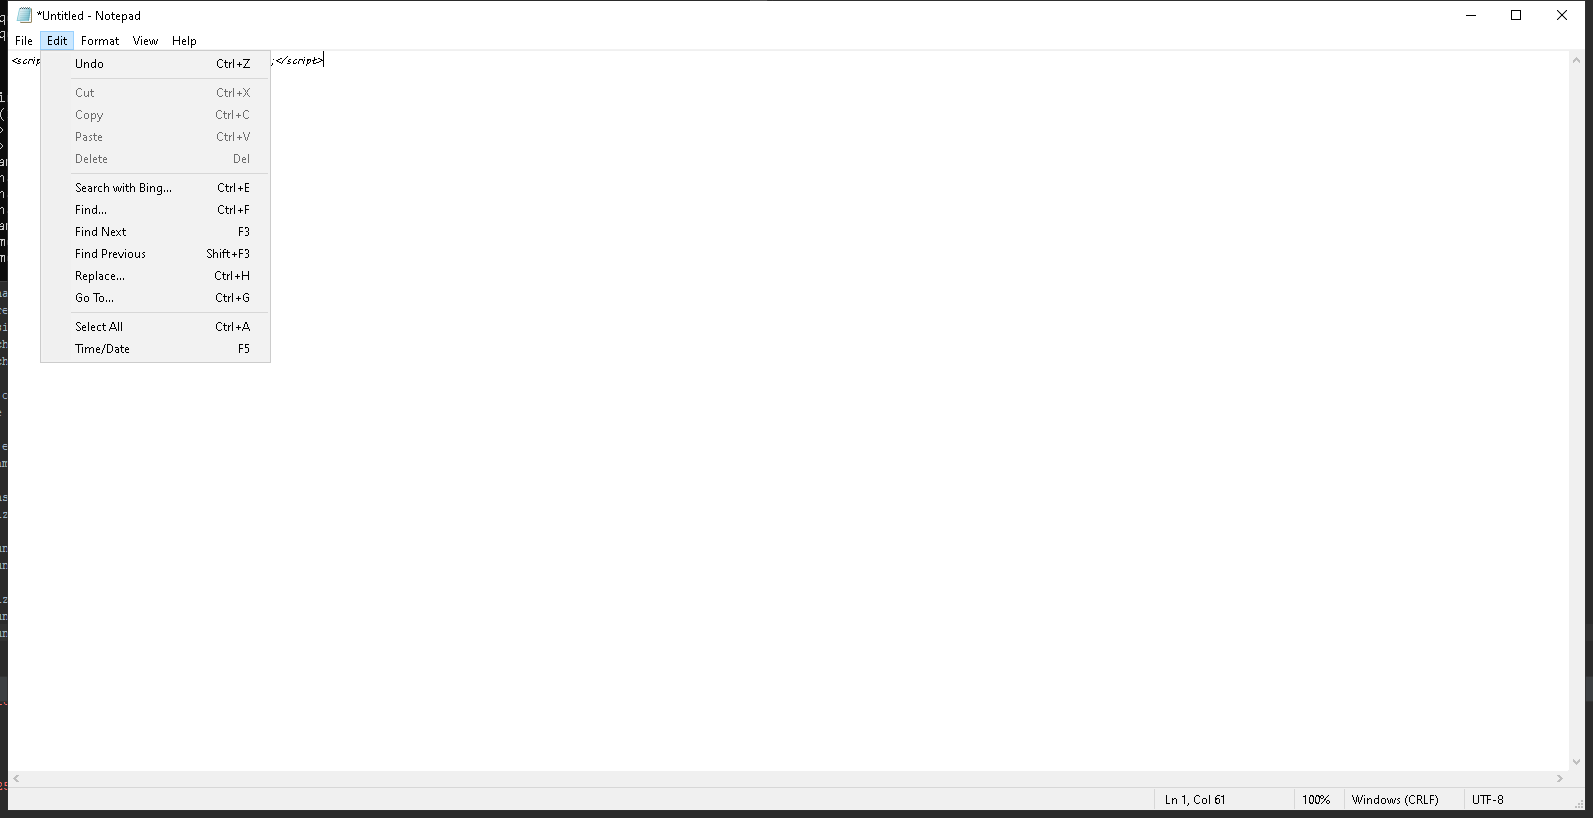 *Untitled - Notepad
File Edit Format View Help
<scrip ;</script>
Undo Ctrl+Z
Cut Ctrl+X
Copy Ctrl+C
Paste Ctrl+V
Delete Del
Search with Bing... Ctrl+E
Find... Ctrl+F
Find Next F3
Find Previous Shift+F3
Replace... Ctrl+H
Go To... Ctrl+G
Select All Ctrl+A
Time/Date F5
Ln 1, Col 61 100% Windows (CRLF) UTF-8